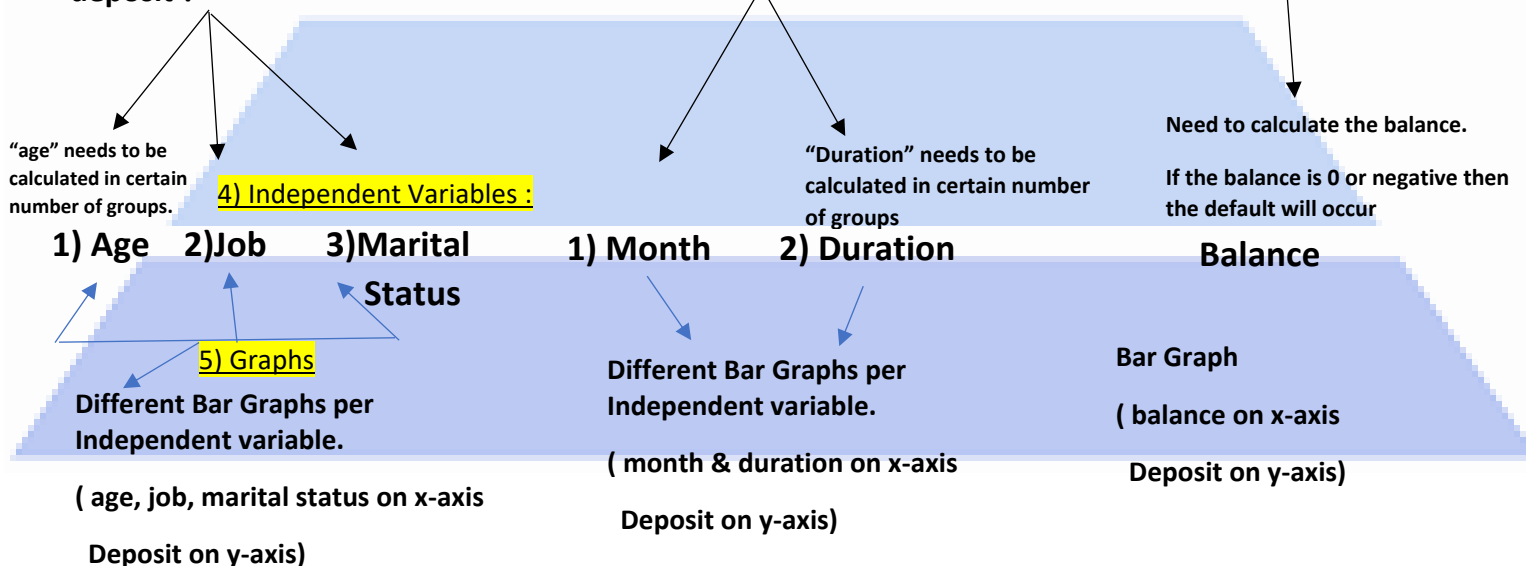 deposit ?
“age” needs to be
calculated in certain
number of groups.
4) Independent Variables :
“Duration” needs to be
calculated in certain number
of groups
Need to calculate the balance.
If the balance is 0 or negative then
the default will occur
1) Age
2)Job
3)Marital
Status
1) Month
2) Duration
Balance
5) Graphs
Different Bar Graphs per
Independent variable.
( age, job, marital status on x-axis
Deposit on y-axis)
Different Bar Graphs per
Independent variable.
( month & duration on x-axis
Deposit on y-axis)
Bar Graph
( balance on x-axis
Deposit on y-axis)